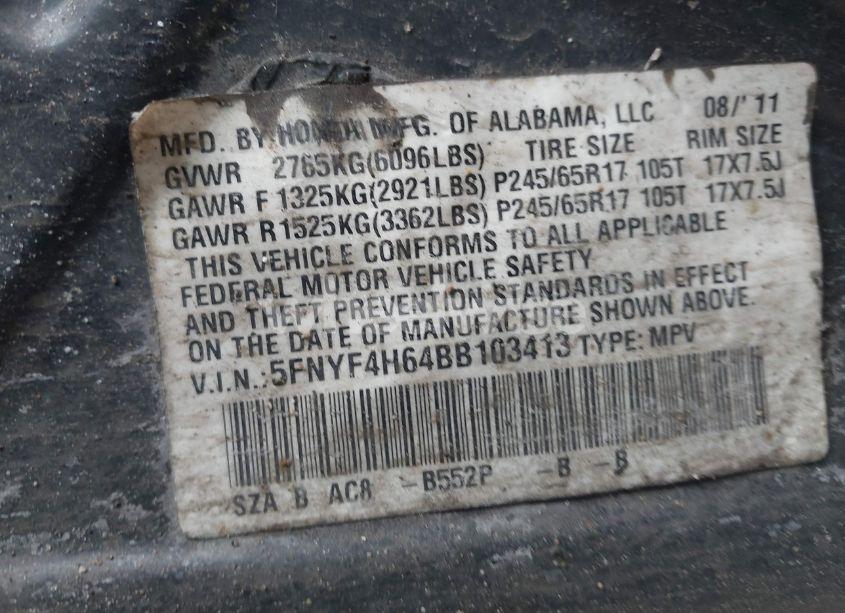 MFD. BY HONDA MFG. OF ALABAMA, LLC 08/'11
GVWR 2765KG(6096LBS) TIRE SIZE RIM SIZE
GAWR F 1325KG(2921LBS) P245/65R17 105T 17X7.5J
GAWR R 1525KG(3362LBS) P245/65R17 105T 17X7.5J
THIS VEHICLE CONFORMS TO ALL APPLICABLE
FEDERAL MOTOR VEHICLE SAFETY
AND THEFT PREVENTION STANDARDS IN EFFECT
ON THE DATE OF MANUFACTURE SHOWN ABOVE.
V.I.N.: 5FNYF4H64BB103413 TYPE: MPV
SZA B AC8 -B552P -B -B